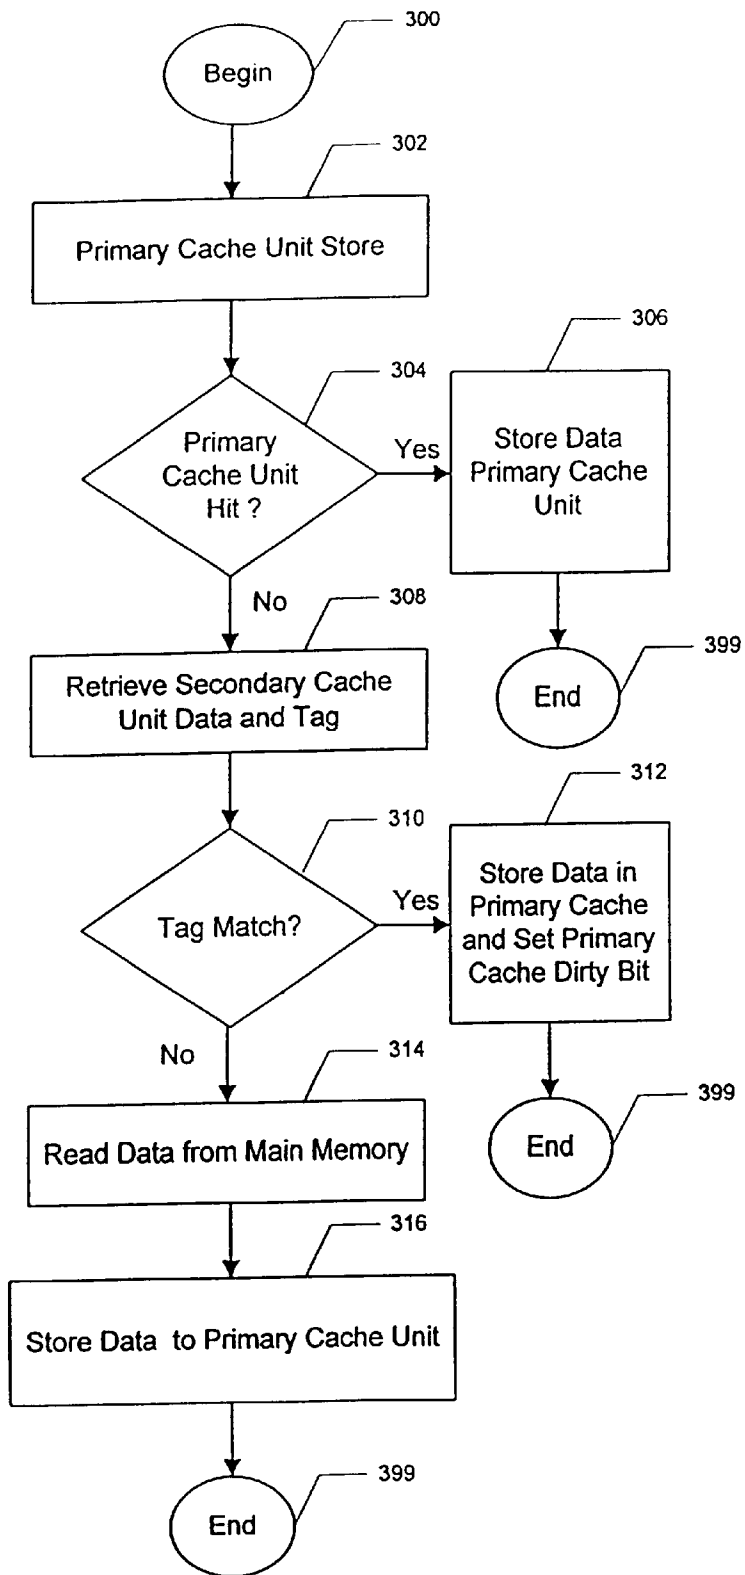 300
Begin
302
Primary Cache Unit Store
306
304
Primary
Cache Unit
Hit ?
Yes
Store Data
Primary Cache
Unit
No
308
399
Retrieve Secondary Cache
Unit Data and Tag
End
312
310
Tag Match?
Yes
Store Data in
Primary Cache
and Set Primary
Cache Dirty Bit
No
314
399
Read Data from Main Memory
End
316
Store Data to Primary Cache Unit
399
End